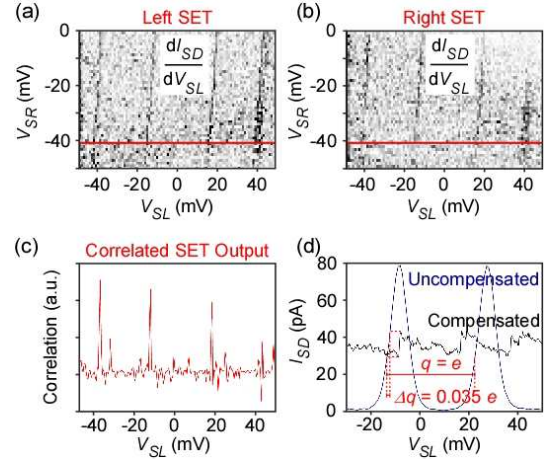 (a) Left SET
(b) Right SET
V_SR (mV)
0
-20
-40
dI_SD
dV_SL
-40 -20 0 20 40
V_SL (mV)
V_SR (mV)
0
-20
-40
dI_SD
dV_SL
-40 -20 0 20 40
V_SL (mV)
(c) Correlated SET Output
Correlation (a.u.)
-40 -20 0 20 40
V_SL (mV)
(d)
I_SD (pA)
80
60
40
20
0
Uncompensated
Compensated
q = e
Δq = 0.035 e
-40 -20 0 20 40
V_SL (mV)